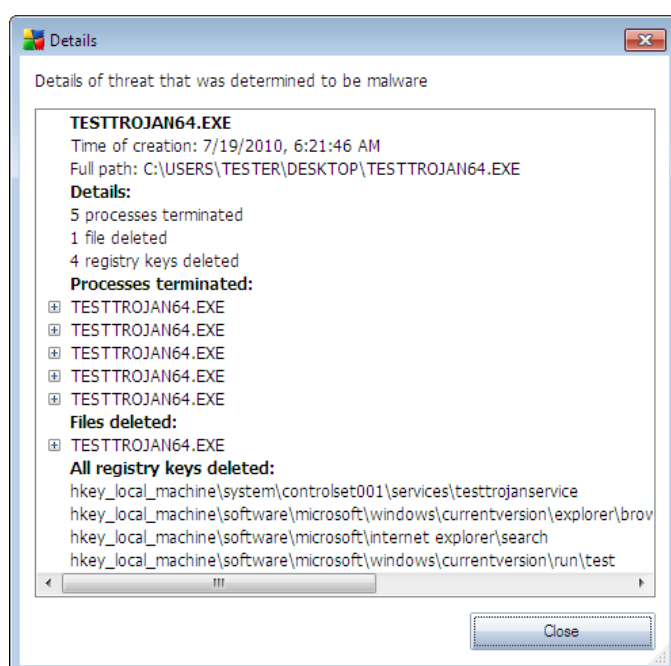 Details
Details of threat that was determined to be malware
TESTTROJAN64.EXE
Time of creation: 7/19/2010, 6:21:46 AM
Full path: C:\USERS\TESTER\DESKTOP\TESTTROJAN64.EXE
Details:
5 processes terminated
1 file deleted
4 registry keys deleted
Processes terminated:
TESTTROJAN64.EXE
TESTTROJAN64.EXE
TESTTROJAN64.EXE
TESTTROJAN64.EXE
TESTTROJAN64.EXE
Files deleted:
TESTTROJAN64.EXE
All registry keys deleted:
hkey_local_machine\system\controlset001\services\testtrojanservice
hkey_local_machine\software\microsoft\windows\currentversion\explorer\brow
hkey_local_machine\software\microsoft\internet explorer\search
hkey_local_machine\software\microsoft\windows\currentversion\run\test
Close